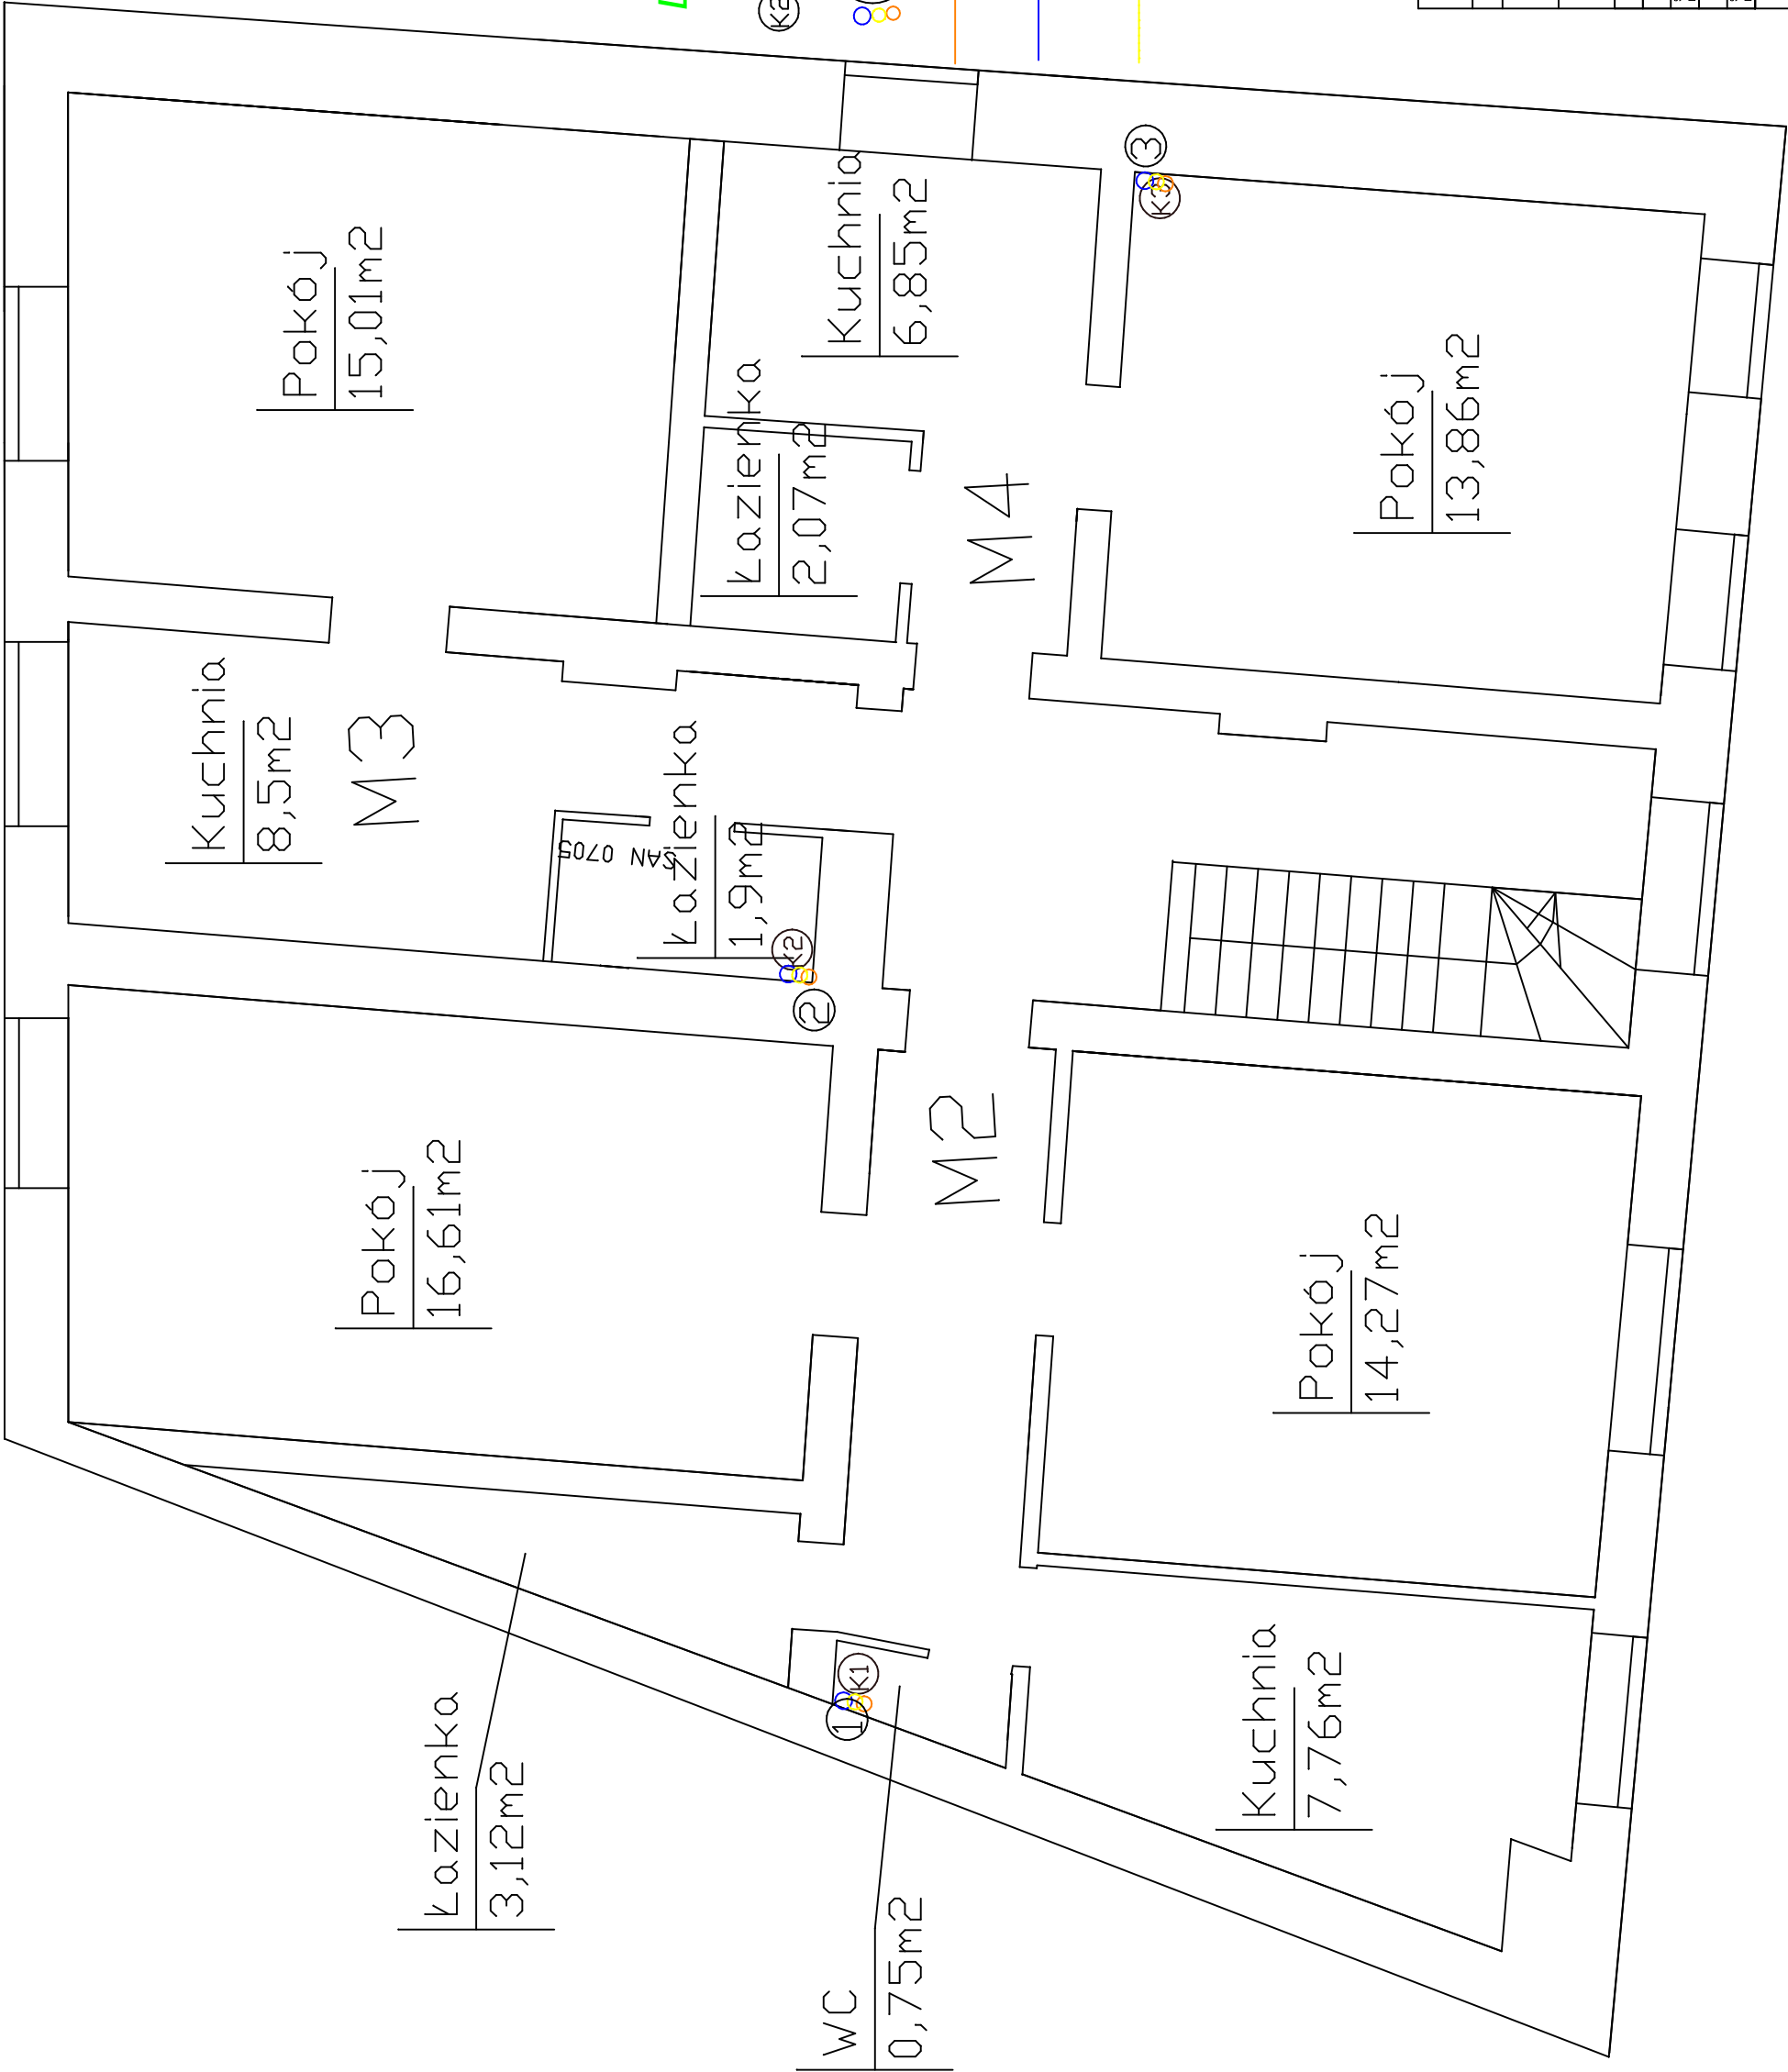 Pokój
15,01m2
Kuchnia
6,85m2
Łazienka
2,07m2
M4
3
K3
Pokój
13,86m2
Kuchnia
8,5m2
M3
SAN 0705
Łazienka
1,9m2
K2
2
Pokój
16,61m2
M2
Pokój
14,27m2
Łazienka
3,12m2
K1
1
WC
0,75m2
Kuchnia
7,76m2